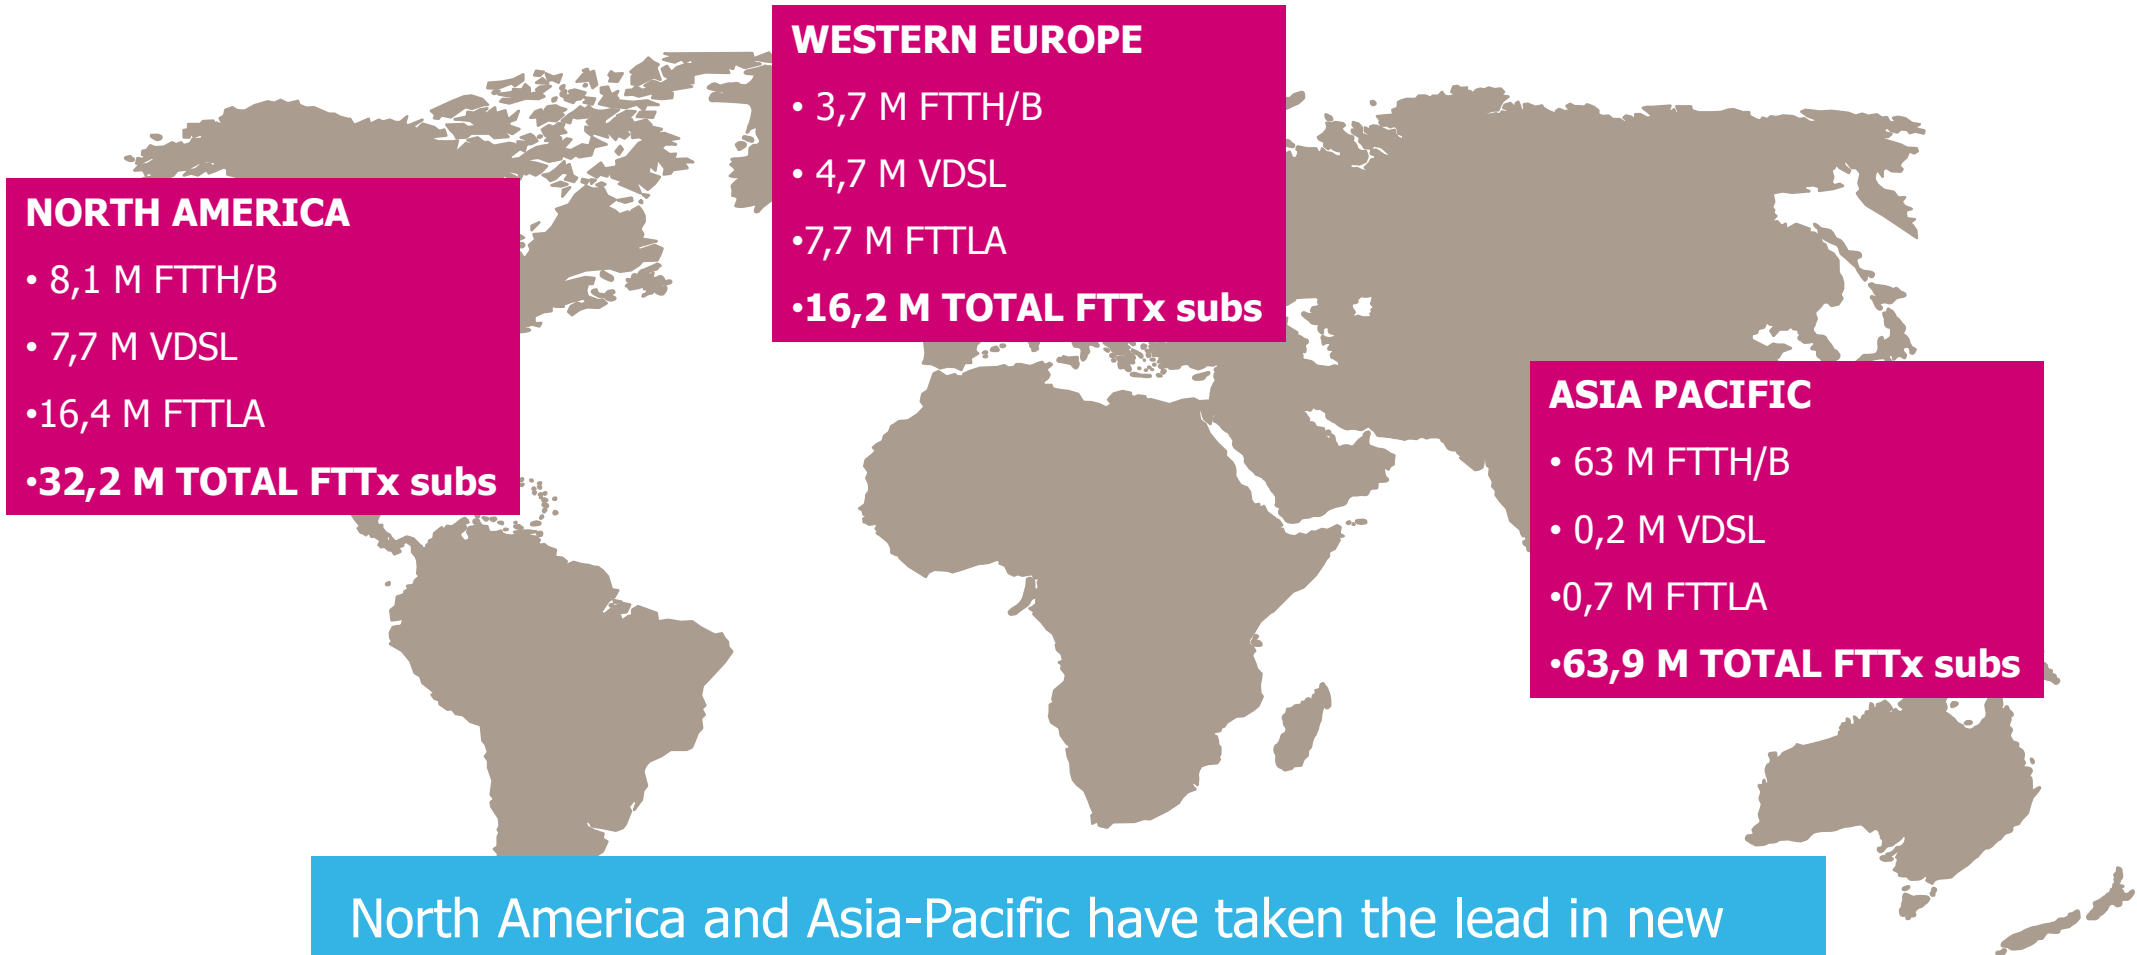 WESTERN EUROPE
• 3,7 M FTTH/B
• 4,7 M VDSL
•7,7 M FTTLA
•16,2 M TOTAL FTTx subs
NORTH AMERICA
• 8,1 M FTTH/B
• 7,7 M VDSL
•16,4 M FTTLA
•32,2 M TOTAL FTTx subs
ASIA PACIFIC
• 63 M FTTH/B
• 0,2 M VDSL
•0,7 M FTTLA
•63,9 M TOTAL FTTx subs
North America and Asia-Pacific have taken the lead in new